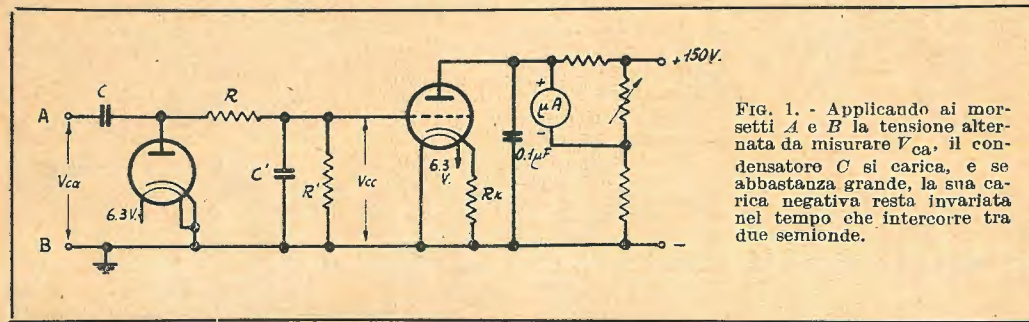 A
C
R
Vca
6.3V.
C'
R'
Vcc
6.3
V.
Rk
0.1µF
+
µA
-
+150V.
B
-
FIG. 1. - Applicando ai mor-
setti A e B la tensione alter-
nata da misurare Vca, il con-
densatore C si carica, e se
abbastanza grande, la sua ca-
rica negativa resta invariata
nel tempo che intercorre tra
due semionde.